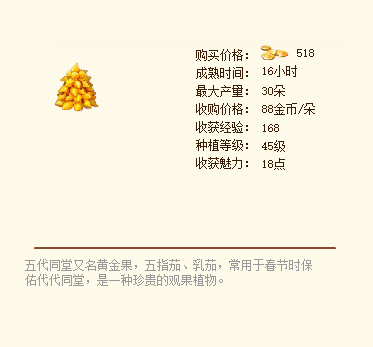 购买价格： 518
成熟时间： 16小时
最大产量： 30朵
收购价格： 88金币/朵
收获经验： 168
种植等级： 45级
收获魅力： 18点
五代同堂又名黄金果，五指茄、乳茄，常用于春节时保
佑代代同堂，是一种珍贵的观果植物。